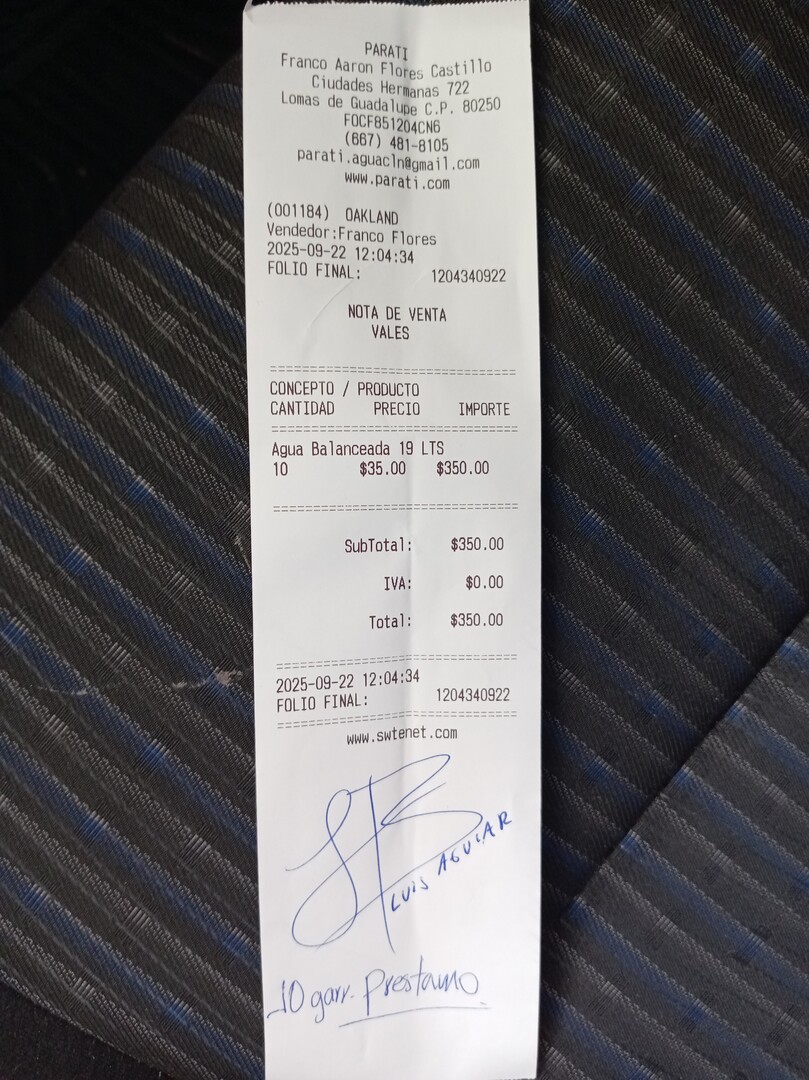 PARATI
Franco Aaron Flores Castillo
Ciudades Hermanas 722
Lomas de Guadalupe C.P. 80250
FOCF851204CN6
(667) 481-8105
parati.aguacln@gmail.com
www.parati.com
(001184) OAKLAND
Vendedor:Franco Flores
2025-09-22 12:04:34
FOLIO FINAL: 1204340922
NOTA DE VENTA
VALES
==================================
CONCEPTO / PRODUCTO
CANTIDAD PRECIO IMPORTE
==================================
Agua Balanceada 19 LTS
10 $35.00 $350.00
==================================
SubTotal: $350.00
IVA: $0.00
Total: $350.00
==================================
2025-09-22 12:04:34
FOLIO FINAL: 1204340922
==================================
www.swtenet.com
LUIS AGUIAR
10 garr. Prestamo